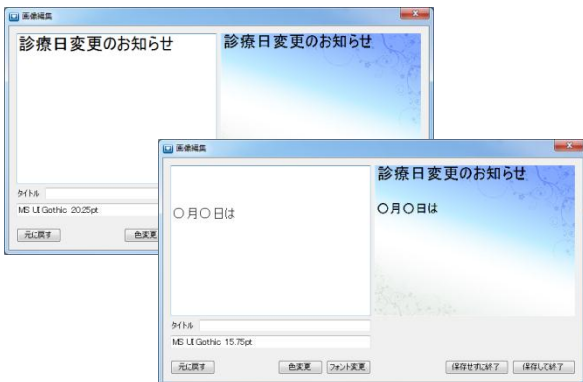 画像編集
診療日変更のお知らせ
診療日変更のお知らせ
タイトル
MS UI Gothic 20.25pt
元に戻す
色変更
画像編集
診療日変更のお知らせ
〇月〇日は
〇月〇日は
タイトル
MS UI Gothic 15.75pt
元に戻す
色変更
フォント変更
保存せずに終了
保存して終了